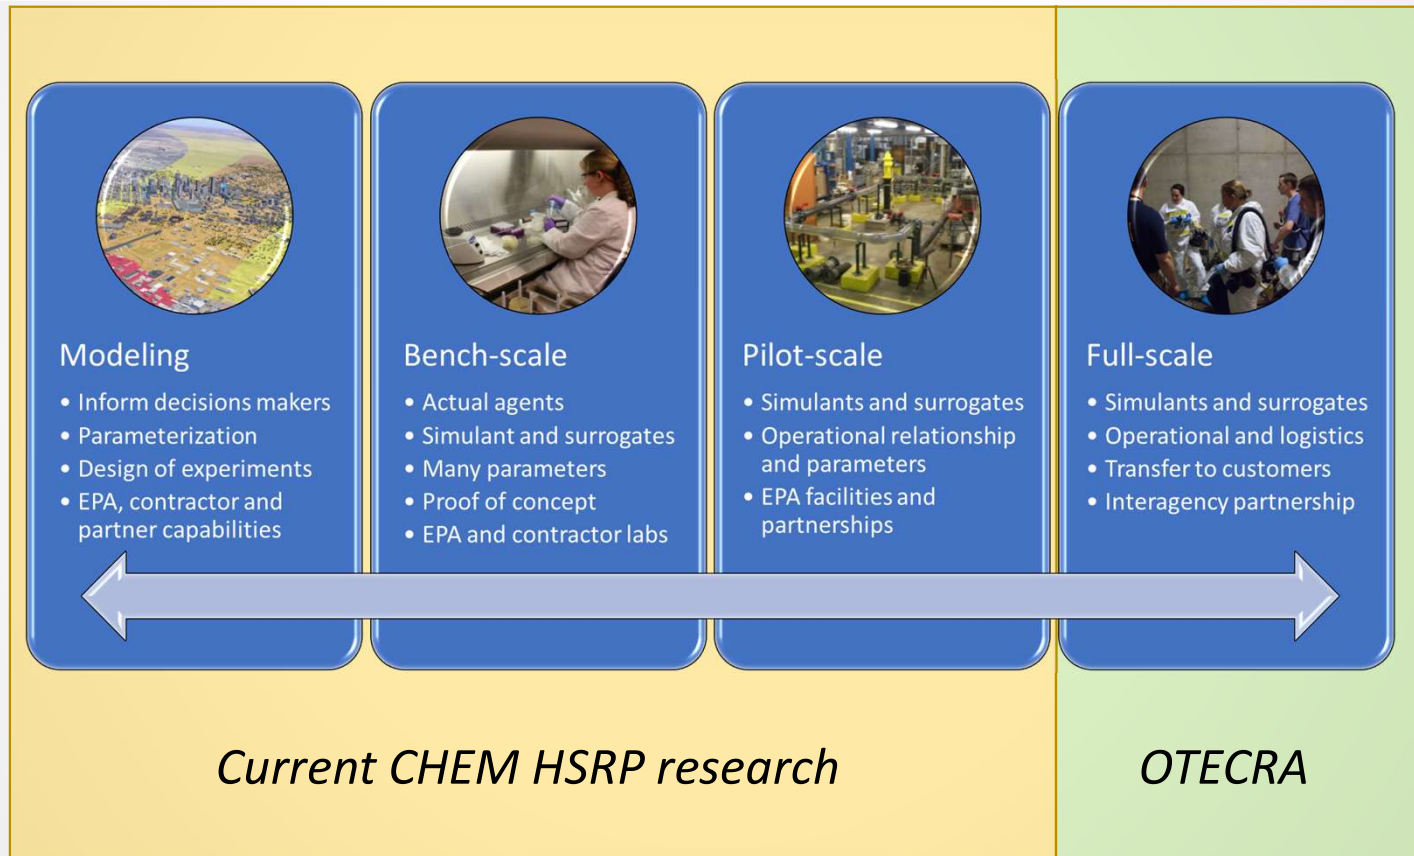 Modeling
• Inform decisions makers
• Parameterization
• Design of experiments
• EPA, contractor and
partner capabilities
Bench-scale
• Actual agents
• Simulant and surrogates
• Many parameters
• Proof of concept
• EPA and contractor labs
Pilot-scale
• Simulants and surrogates
• Operational relationship
and parameters
• EPA facilities and
partnerships
Full-scale
• Simulants and surrogates
• Operational and logistics
• Transfer to customers
• Interagency partnership
Current CHEM HSRP research
OTECRA